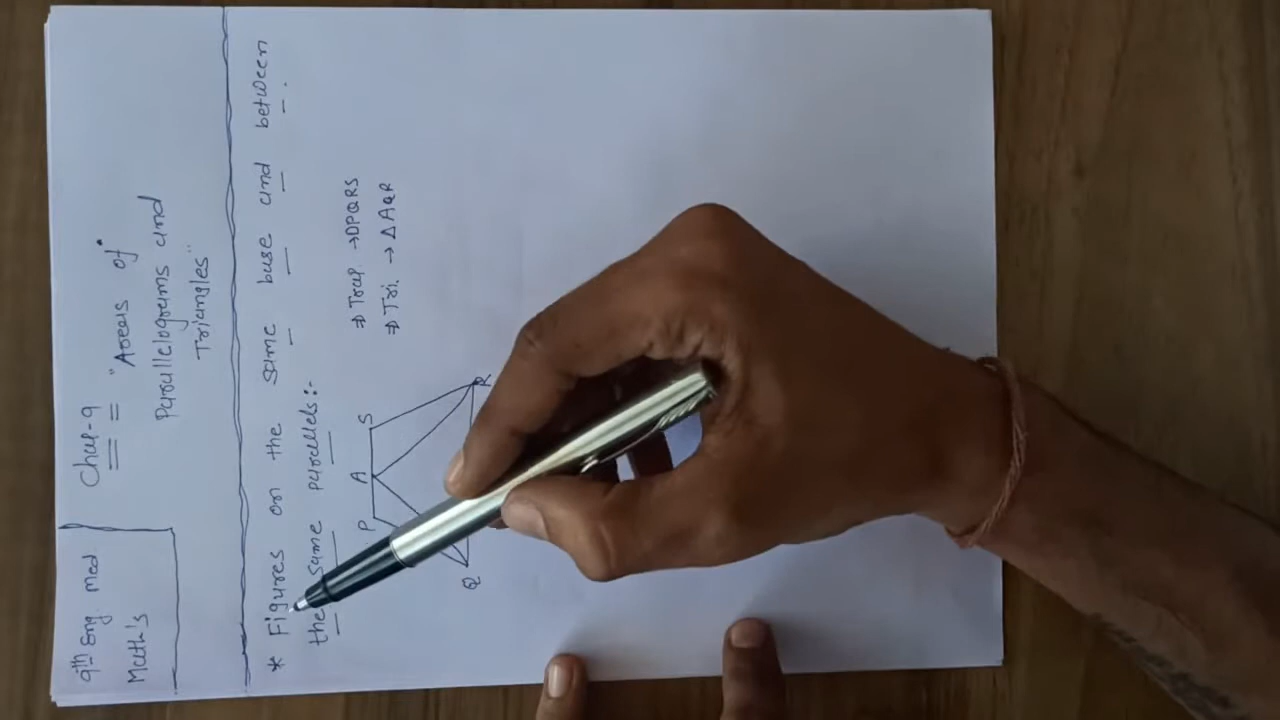 9th Eng. med
Math's
Chap-9
"Areas of
Parallelograms and
Triangles"
* Figures on the same base and between
the same parallels:-
P A S
Q R
⇒ Trap → □PQRS
⇒ Tri. → △AQR